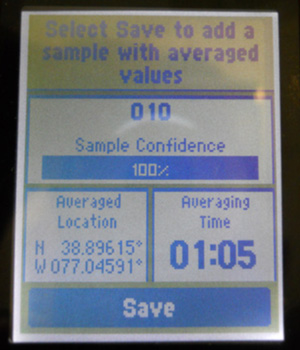 Select Save to add a
sample with averaged
values
010
Sample Confidence
100%
Averaged
Location
N 38.89615°
W 077.04591°
Averaging
Time
01:05
Save